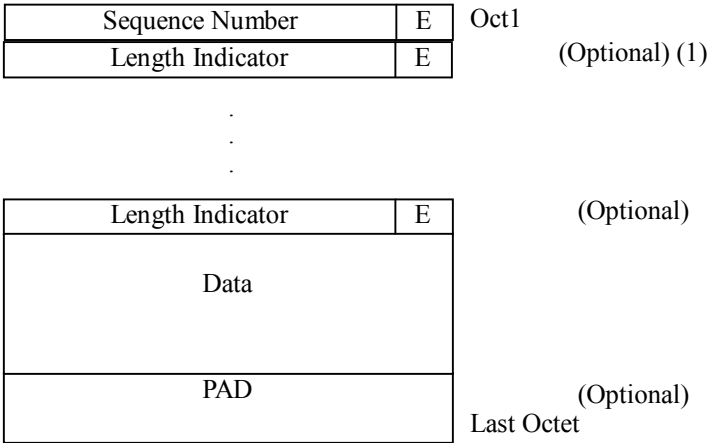 Sequence Number E Oct1
Length Indicator E (Optional) (1)
.
.
.
Length Indicator E (Optional)
Data
PAD (Optional)
Last Octet